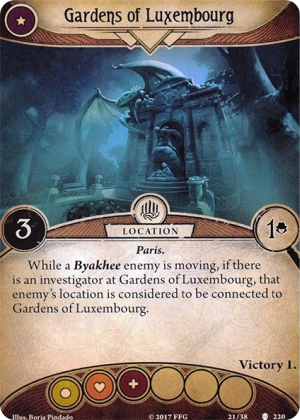 Gardens of Luxembourg
3
LOCATION
1
Paris.
While a Byakhee enemy is moving, if there
is an investigator at Gardens of Luxembourg, that
enemy's location is considered to be connected to
Gardens of Luxembourg.
Victory 1.
Illus. Borja Pindado
© 2017 FFG
21/38
220